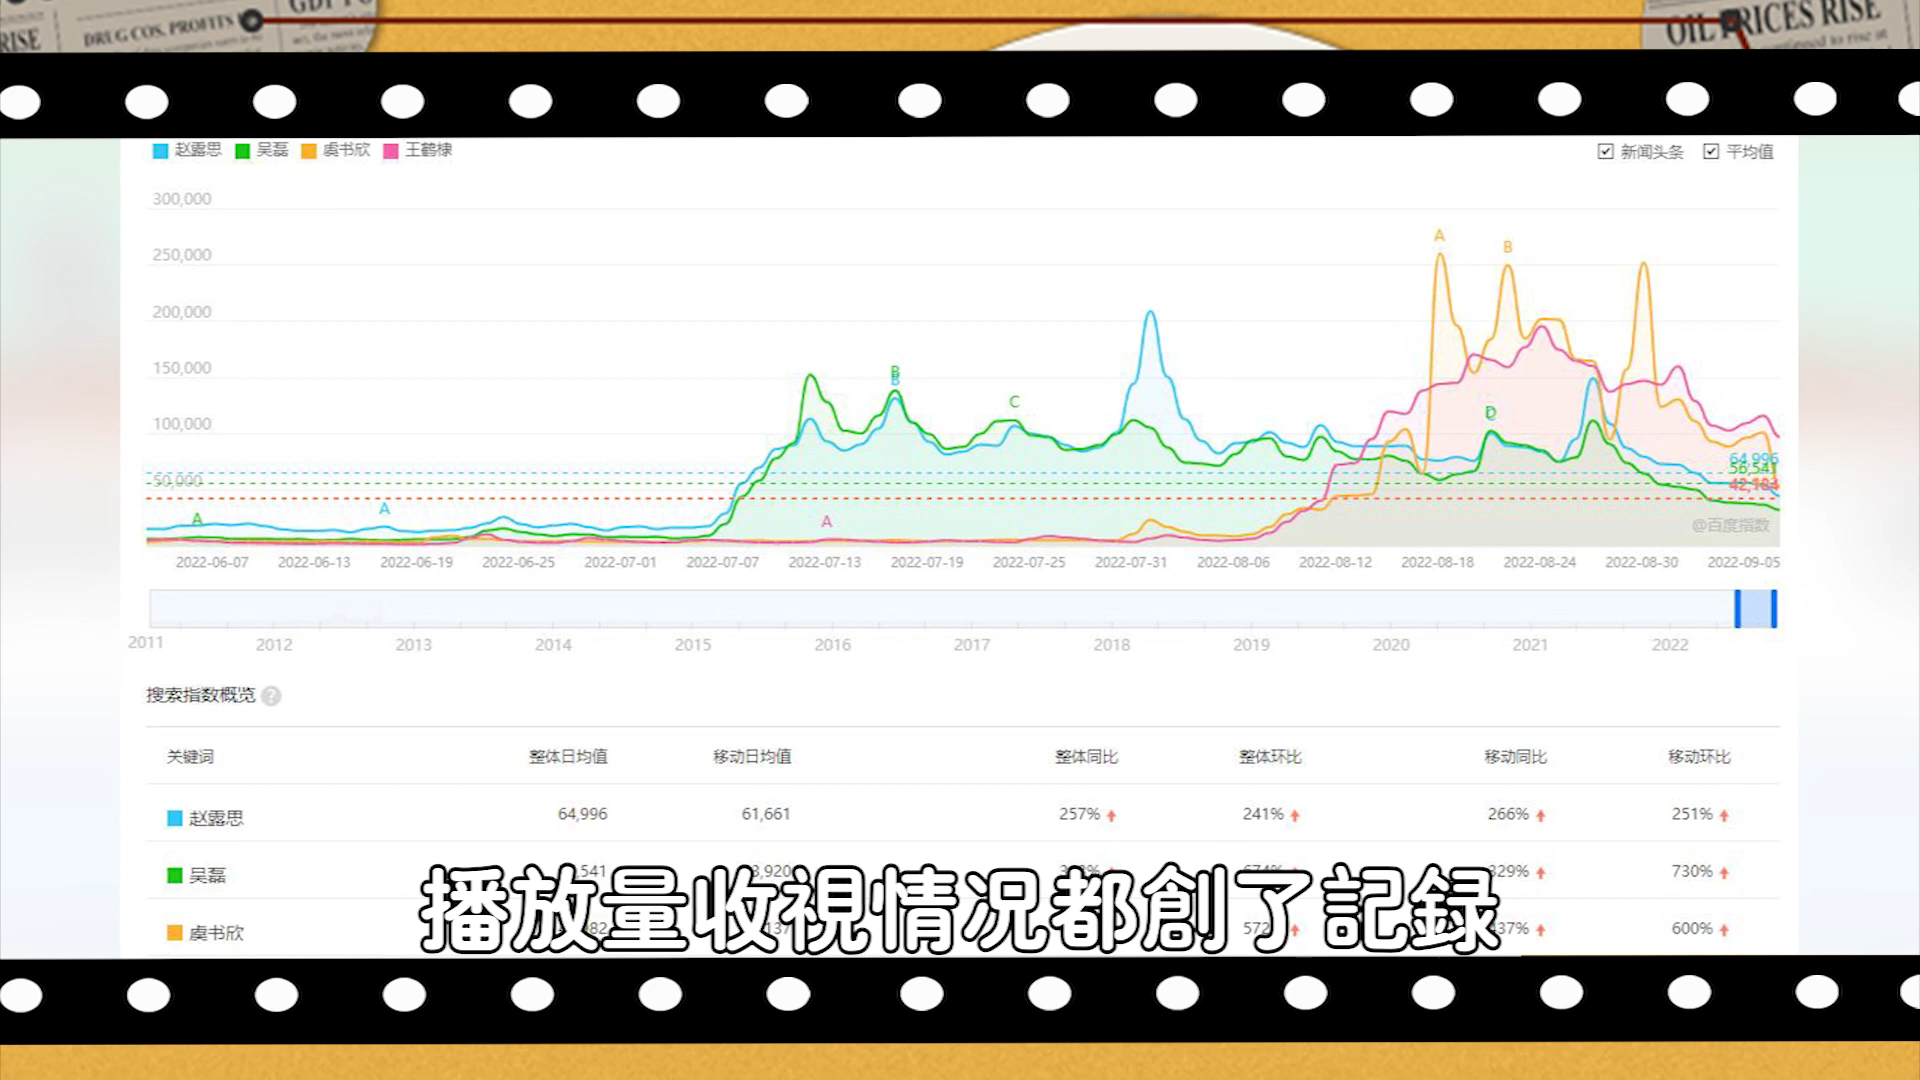 RISE
DRUG COS. PROFITS
OIL PRICES RISE
continued to rise at
赵露思 吴磊 虞书欣 王鹤棣
新闻头条 平均值
300,000
250,000
200,000
150,000
100,000
50,000
A
A
B
B
C
A
D
A
B
64,996
56,541
42,184
@百度指数
2022-06-07 2022-06-13 2022-06-19 2022-06-25 2022-07-01 2022-07-07 2022-07-13 2022-07-19 2022-07-25 2022-07-31 2022-08-06 2022-08-12 2022-08-18 2022-08-24 2022-08-30 2022-09-05
2011 2012 2013 2014 2015 2016 2017 2018 2019 2020 2021 2022
搜索指数概览 ?
关键词 整体日均值 移动日均值 整体同比 整体环比 移动同比 移动环比
赵露思 64,996 61,661 257% 241% 266% 251%
吴磊 730%
虞书欣 600%
播放量收視情況都創了記録